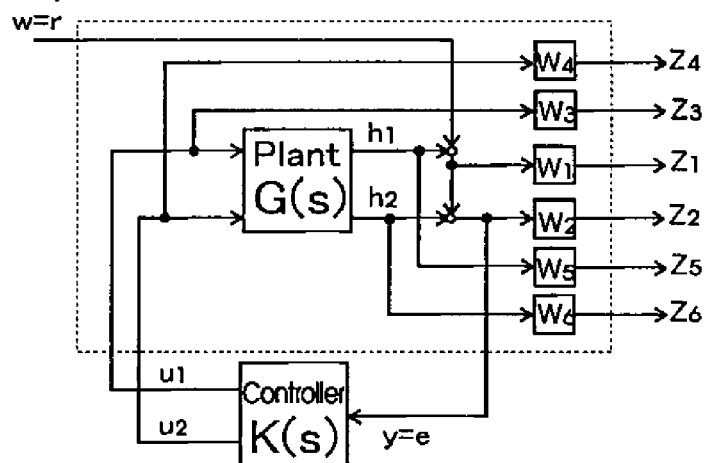 w=r
W4
Z4
W3
Z3
Plant
G(s)
h1
W1
Z1
h2
W2
Z2
W5
Z5
W6
Z6
u1
u2
Controller
K(s)
y=e